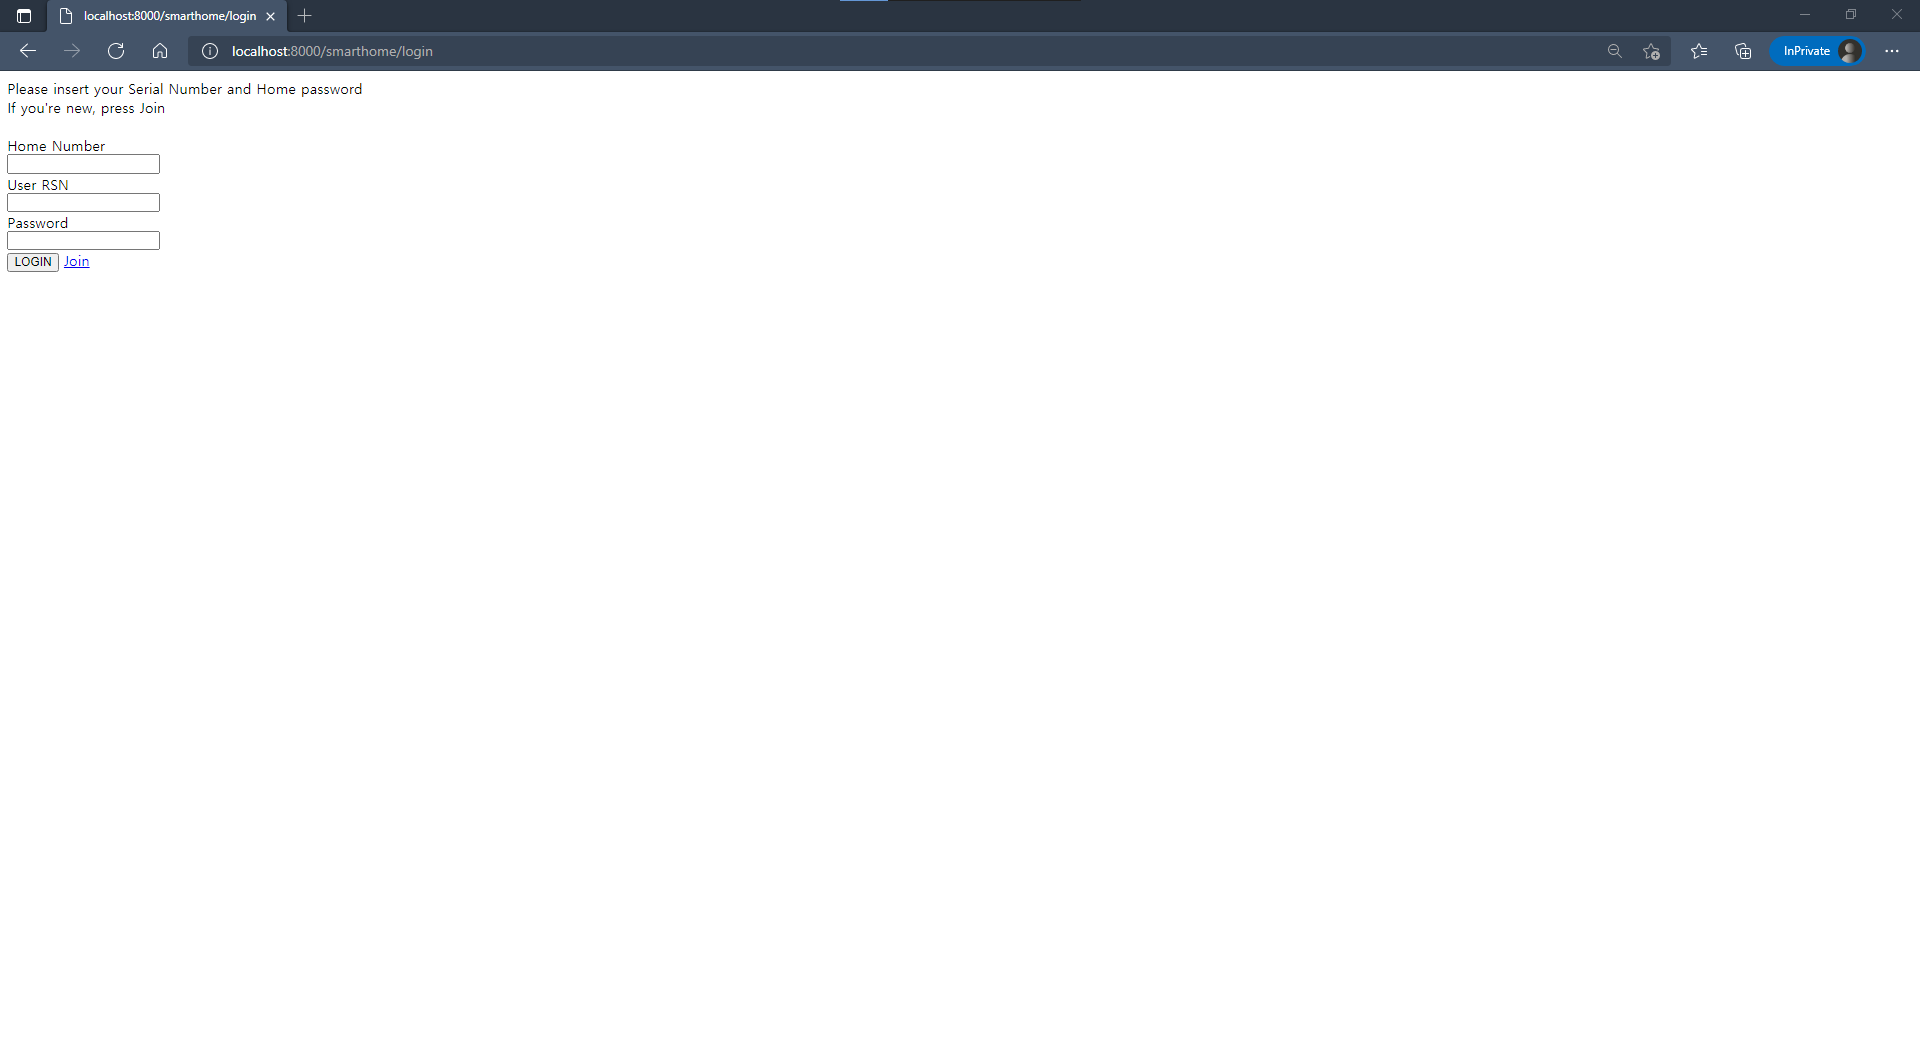 localhost:8000/smarthome/login
localhost:8000/smarthome/login
InPrivate
Please insert your Serial Number and Home password
If you're new, press Join
Home Number
User RSN
Password
LOGIN Join